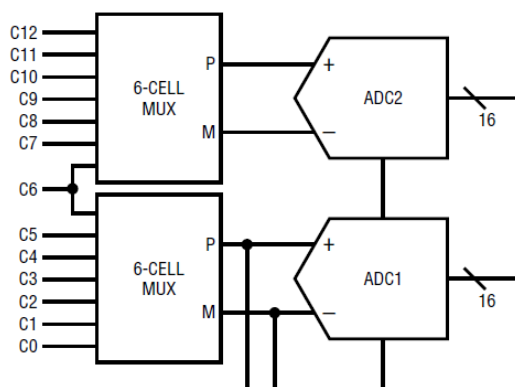 C12
C11
C10
C9
C8
C7
C6
C5
C4
C3
C2
C1
C0
6-CELL
MUX
P
M
+
−
ADC2
16
6-CELL
MUX
P
M
+
−
ADC1
16